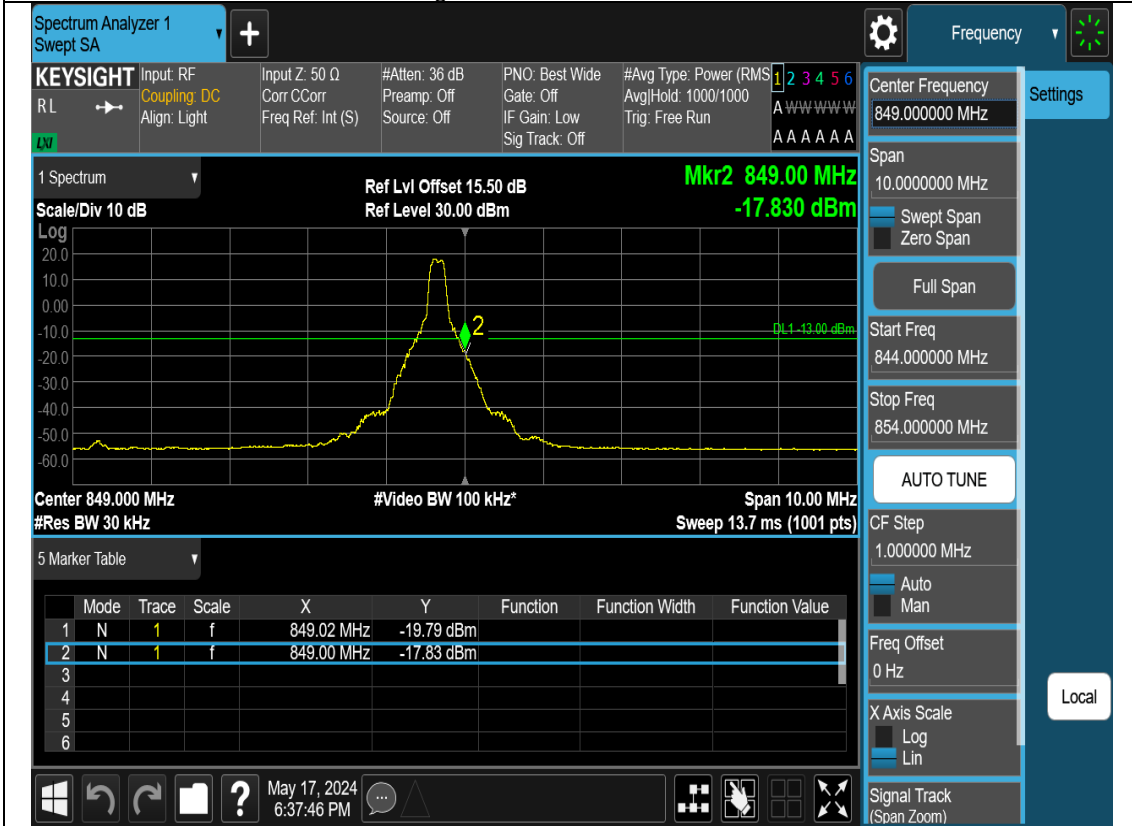 Spectrum Analyzer 1
Swept SA
+
Frequency
KEYSIGHT
RL
LXI
Input: RF
Coupling: DC
Align: Light
Input Z: 50 Ω
Corr CCorr
Freq Ref: Int (S)
#Atten: 36 dB
Preamp: Off
Source: Off
PNO: Best Wide
Gate: Off
IF Gain: Low
Sig Track: Off
#Avg Type: Power (RMS
Avg|Hold: 1000/1000
Trig: Free Run
1 2 3 4 5 6
A W W W W W
A A A A A A
Center Frequency
849.000000 MHz
Settings
Span
10.0000000 MHz
Swept Span
Zero Span
Full Span
Start Freq
844.000000 MHz
Stop Freq
854.000000 MHz
AUTO TUNE
CF Step
1.000000 MHz
Auto
Man
Freq Offset
0 Hz
X Axis Scale
Log
Lin
Signal Track
(Span Zoom)
Local
1 Spectrum
Scale/Div 10 dB
Ref Lvl Offset 15.50 dB
Ref Level 30.00 dBm
Mkr2 849.00 MHz
-17.830 dBm
Log
20.0
10.0
0.00
-10.0
-20.0
-30.0
-40.0
-50.0
-60.0
2
DL1 -13.00 dBm
Center 849.000 MHz
#Video BW 100 kHz*
Span 10.00 MHz
#Res BW 30 kHz
Sweep 13.7 ms (1001 pts)
5 Marker Table
Mode Trace Scale X Y Function Function Width Function Value
1 N 1 f 849.02 MHz -19.79 dBm
2 N 1 f 849.00 MHz -17.83 dBm
3
4
5
6
?
May 17, 2024
6:37:46 PM